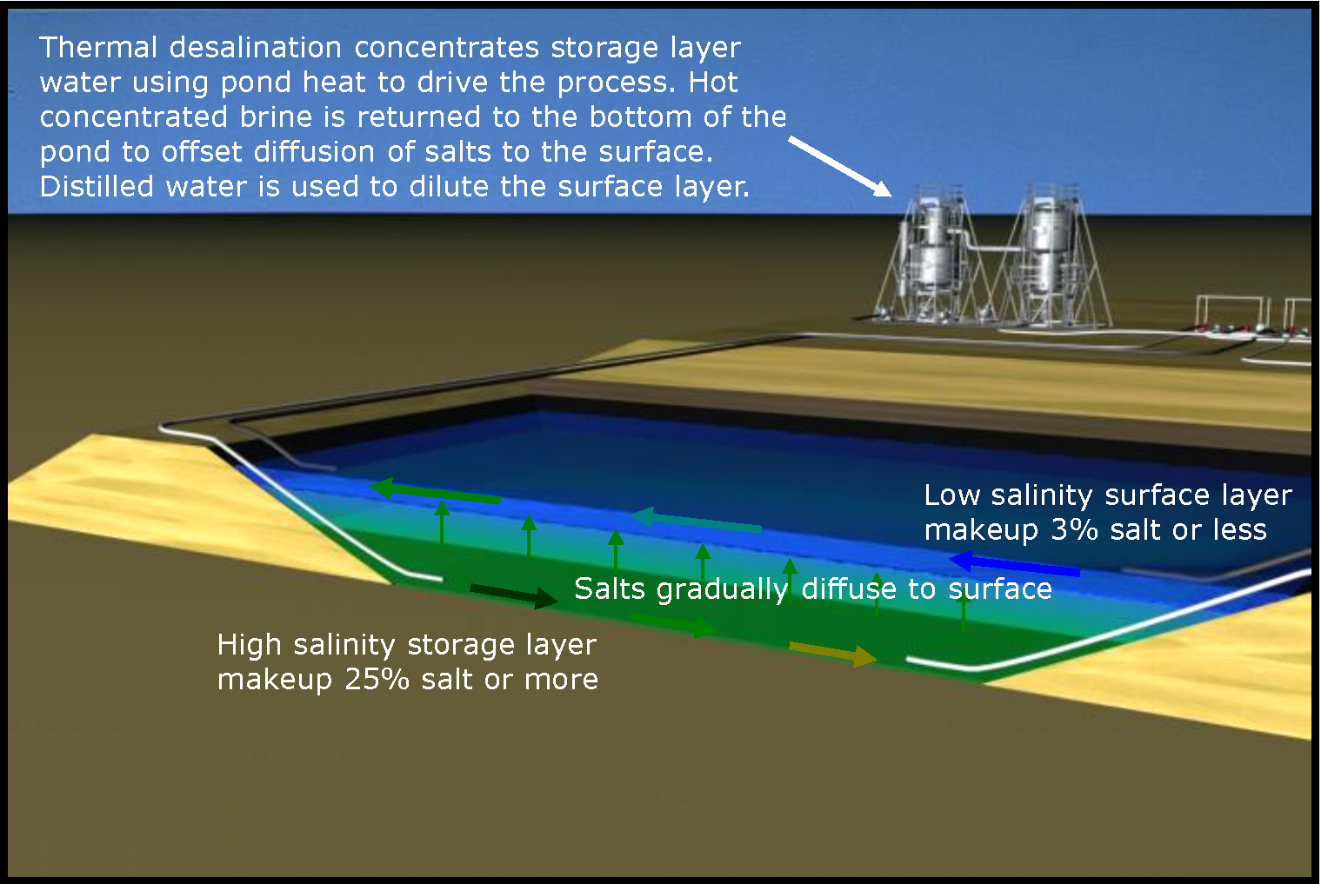 Thermal desalination concentrates storage layer
water using pond heat to drive the process. Hot
concentrated brine is returned to the bottom of the
pond to offset diffusion of salts to the surface.
Distilled water is used to dilute the surface layer.
Low salinity surface layer
makeup 3% salt or less
Salts gradually diffuse to surface
High salinity storage layer
makeup 25% salt or more